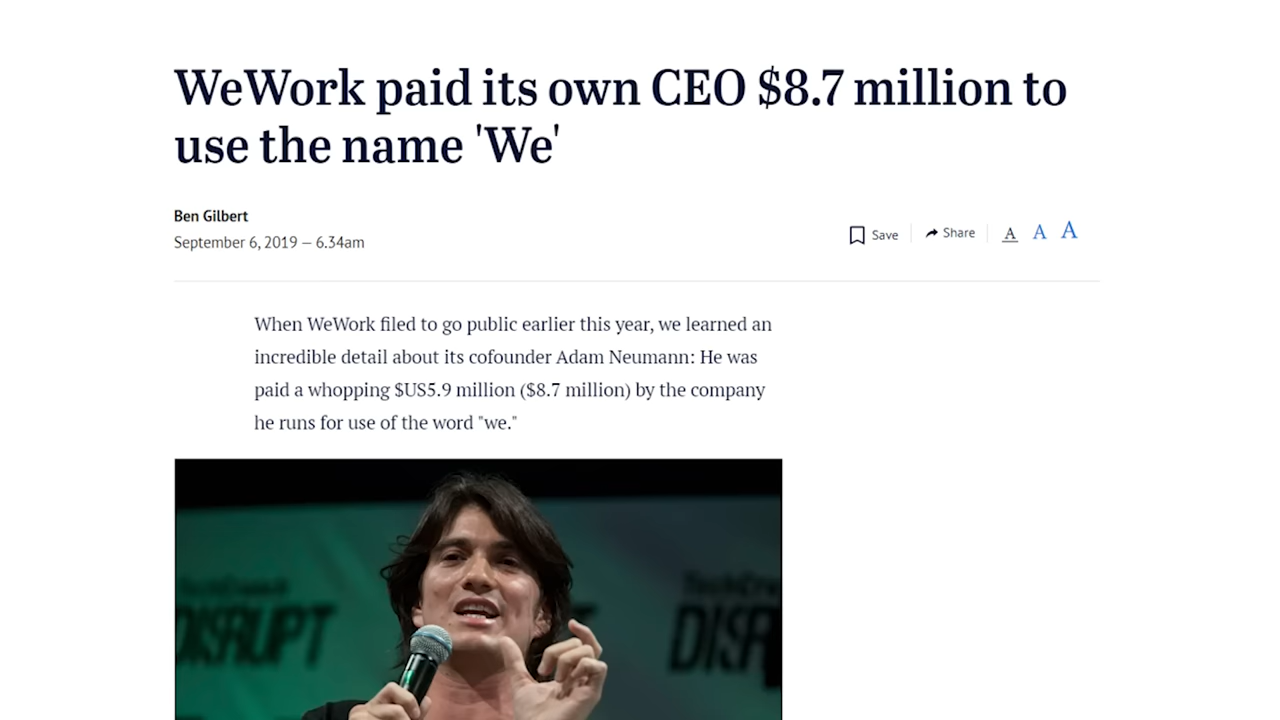 WeWork paid its own CEO $8.7 million to
use the name 'We'
Ben Gilbert
September 6, 2019 — 6.34am
Save
Share
A A A
When WeWork filed to go public earlier this year, we learned an
incredible detail about its cofounder Adam Neumann: He was
paid a whopping $US5.9 million ($8.7 million) by the company
he runs for use of the word "we."
TechCrunch
DISRUPT